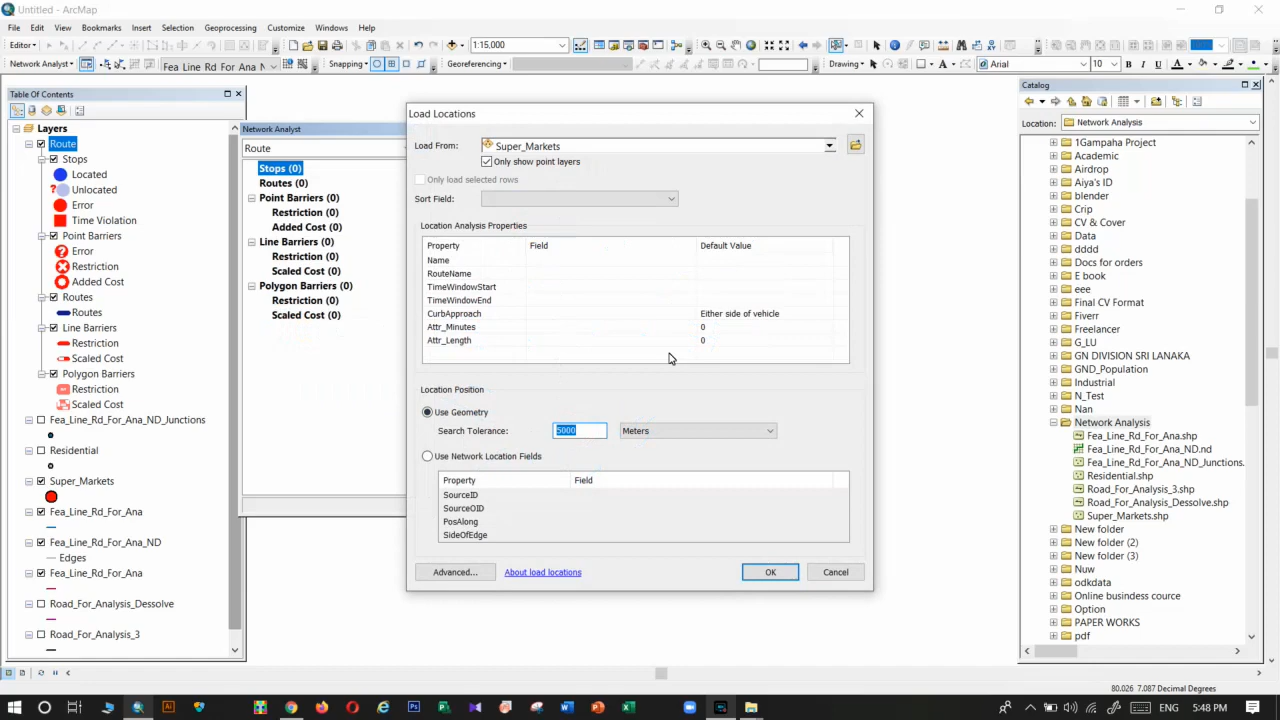 Untitled - ArcMap
File Edit View Bookmarks Insert Selection Geoprocessing Customize Windows Help
Editor 1:15,000
Network Analyst Fea_Line_Rd_For_Ana_N Snapping Georeferencing Drawing Arial 10 B I U A
Table Of Contents
Layers
Route
Stops
Located
Unlocated
Error
Time Violation
Point Barriers
Error
Restriction
Added Cost
Routes
Routes
Line Barriers
Restriction
Scaled Cost
Polygon Barriers
Restriction
Scaled Cost
Fea_Line_Rd_For_Ana_ND_Junctions
Residential
Super_Markets
Fea_Line_Rd_For_Ana
Fea_Line_Rd_For_Ana_ND
Edges
Fea_Line_Rd_For_Ana
Road_For_Analysis_Dessolve
Road_For_Analysis_3
Network Analyst
Route
Stops (0)
Routes (0)
Point Barriers (0)
Restriction (0)
Added Cost (0)
Line Barriers (0)
Restriction (0)
Scaled Cost (0)
Polygon Barriers (0)
Restriction (0)
Scaled Cost (0)
Load Locations
Load From: Super_Markets
Only show point layers
Only load selected rows
Sort Field:
Location Analysis Properties
Property Field Default Value
Name
RouteName
TimeWindowStart
TimeWindowEnd
CurbApproach Either side of vehicle
Attr_Minutes 0
Attr_Length 0
Location Position
Use Geometry
Search Tolerance: 5000 Meters
Use Network Location Fields
Property Field
SourceID
SourceOID
PosAlong
SideOfEdge
Advanced... About load locations OK Cancel
Catalog
Location: Network Analysis
1Gampaha Project
Academic
Airdrop
Aiya's ID
blender
Crip
CV & Cover
Data
dddd
Docs for orders
E book
eee
Final CV Format
Fiverr
Freelancer
G_LU
GN DIVISION SRI LANAKA
GND_Population
Industrial
N_Test
Nan
Network Analysis
Fea_Line_Rd_For_Ana.shp
Fea_Line_Rd_For_Ana_ND.nd
Fea_Line_Rd_For_Ana_ND_Junctions.
Residential.shp
Road_For_Analysis_3.shp
Road_For_Analysis_Dessolve.shp
Super_Markets.shp
New folder
New folder (2)
New folder (3)
Nuw
odkdata
Online busindess cource
Option
PAPER WORKS
pdf
80.026 7.087 Decimal Degrees
ENG 5:48 PM